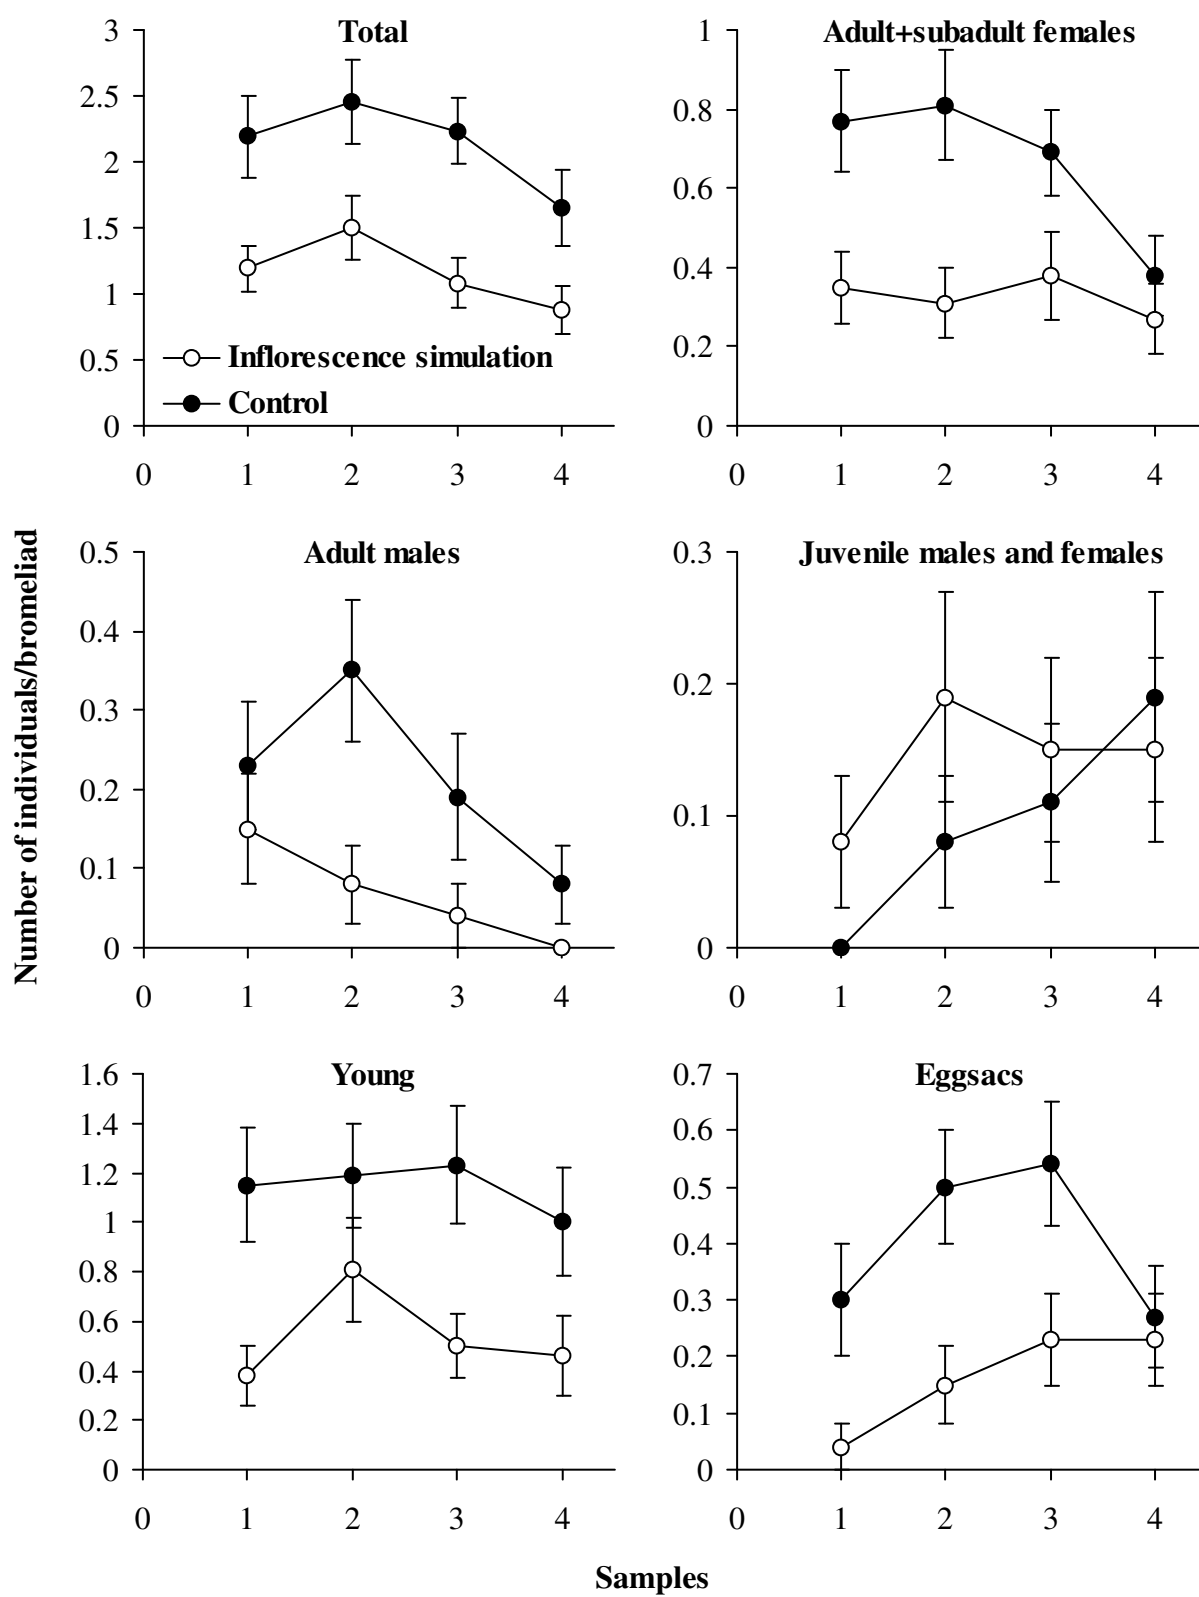 Total
3
2.5
2
1.5
1
0.5
0
Inflorescence simulation
Control
0 1 2 3 4
Adult+subadult females
1
0.8
0.6
0.4
0.2
0
0 1 2 3 4
Number of individuals/bromeliad
Adult males
0.5
0.4
0.3
0.2
0.1
0
0 1 2 3 4
Juvenile males and females
0.3
0.2
0.1
0
0 1 2 3 4
Young
1.6
1.4
1.2
1
0.8
0.6
0.4
0.2
0
0 1 2 3 4
Eggsacs
0.7
0.6
0.5
0.4
0.3
0.2
0.1
0
0 1 2 3 4
Samples